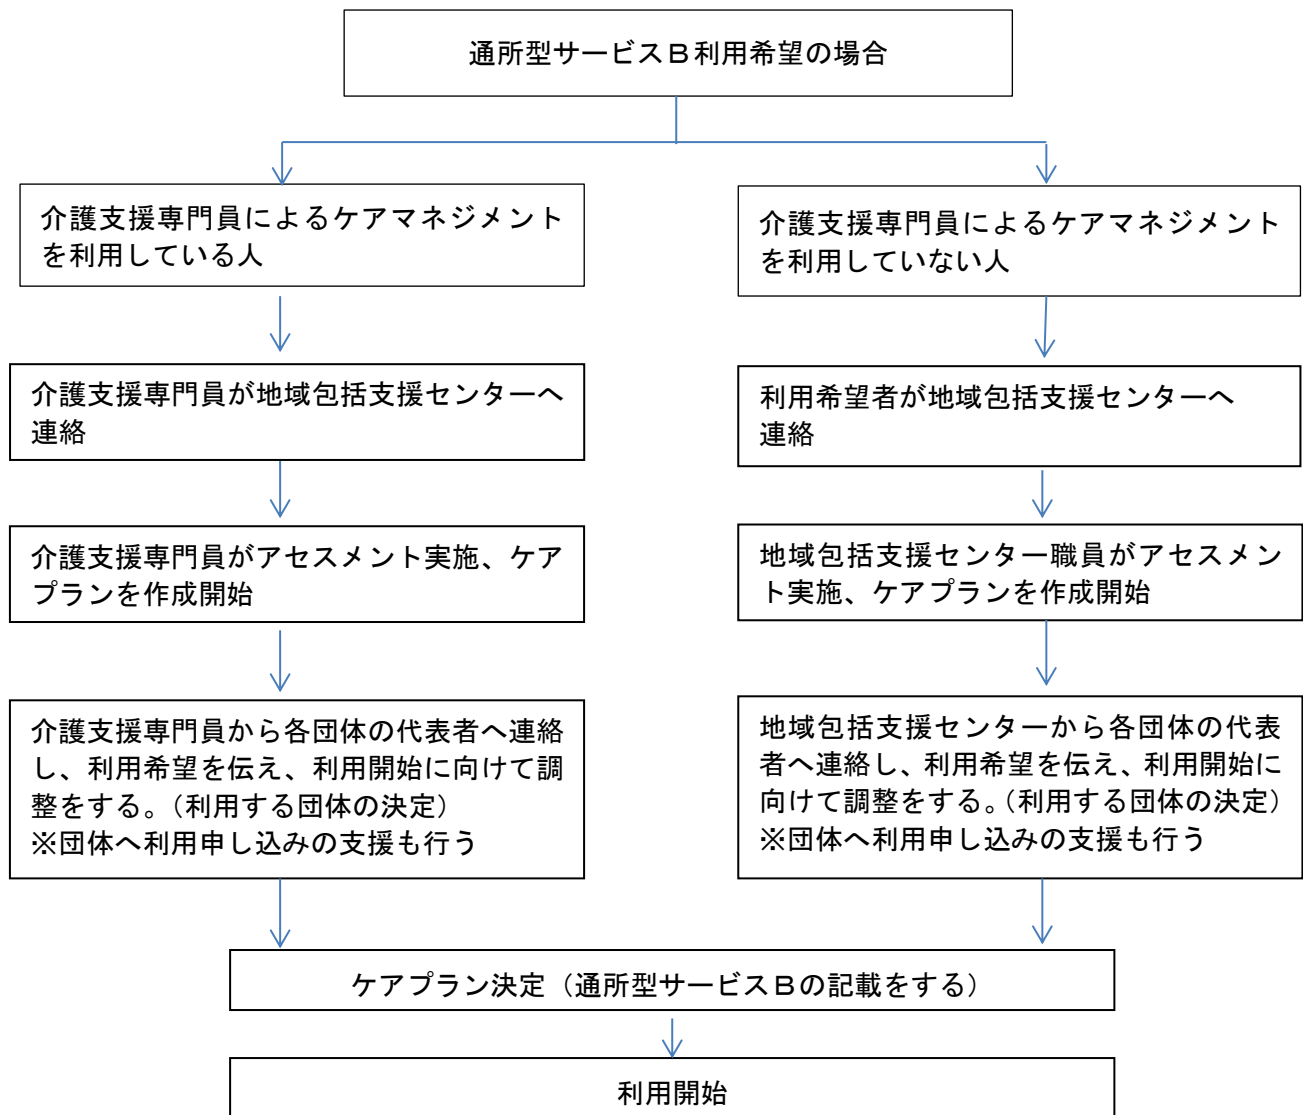 通所型サービスＢ利用希望の場合
介護支援専門員によるケアマネジメント
を利用している人
介護支援専門員によるケアマネジメント
を利用していない人
介護支援専門員が地域包括支援センターへ
連絡
利用希望者が地域包括支援センターへ
連絡
介護支援専門員がアセスメント実施、ケア
プランを作成開始
地域包括支援センター職員がアセスメン
ト実施、ケアプランを作成開始
介護支援専門員から各団体の代表者へ連絡
し、利用希望を伝え、利用開始に向けて調
整をする。（利用する団体の決定）
※団体へ利用申し込みの支援も行う
地域包括支援センターから各団体の代表
者へ連絡し、利用希望を伝え、利用開始に
向けて調整をする。（利用する団体の決定）
※団体へ利用申し込みの支援も行う
ケアプラン決定（通所型サービスＢの記載をする）
利用開始